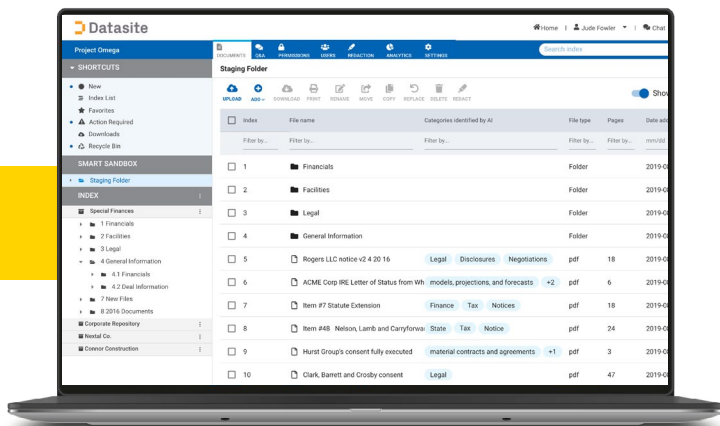 Datasite
Home | Jude Fowler | Chat
Project Omega
DOCUMENTS Q&A PERMISSIONS USERS REDACTION ANALYTICS SETTINGS
Search index
SHORTCUTS
New
Index List
Favorites
Action Required
Downloads
Recycle Bin
SMART SANDBOX
Staging Folder
INDEX
Special Finances
1 Financials
2 Facilities
3 Legal
4 General Information
4.1 Financials
4.2 Deal Information
7 New Files
8 2016 Documents
Corporate Repository
Nextal Co.
Connor Construction
Staging Folder
UPLOAD ADD DOWNLOAD PRINT RENAME MOVE COPY REPLACE DELETE REDACT
Show
Index File name Categories identified by AI File type Pages Date add
Filter by... Filter by... Filter by... Filter by... Filter by... mm/dd
1 Financials Folder 2019-0
2 Facilities Folder 2019-0
3 Legal Folder 2019-0
4 General Information Folder 2019-0
5 Rogers LLC notice v2 4 20 16 Legal Disclosures Negotiations pdf 18 2019-0
6 ACME Corp IRE Letter of Status from Wh models, projections, and forecasts +2 pdf 6 2019-0
7 Item #7 Statute Extension Finance Tax Notices pdf 18 2019-0
8 Item #48 Nelson, Lamb and Carryforwar State Tax Notice pdf 24 2019-0
9 Hurst Group's consent fully executed material contracts and agreements +1 pdf 3 2019-0
10 Clark, Barrett and Crosby consent Legal pdf 47 2019-0